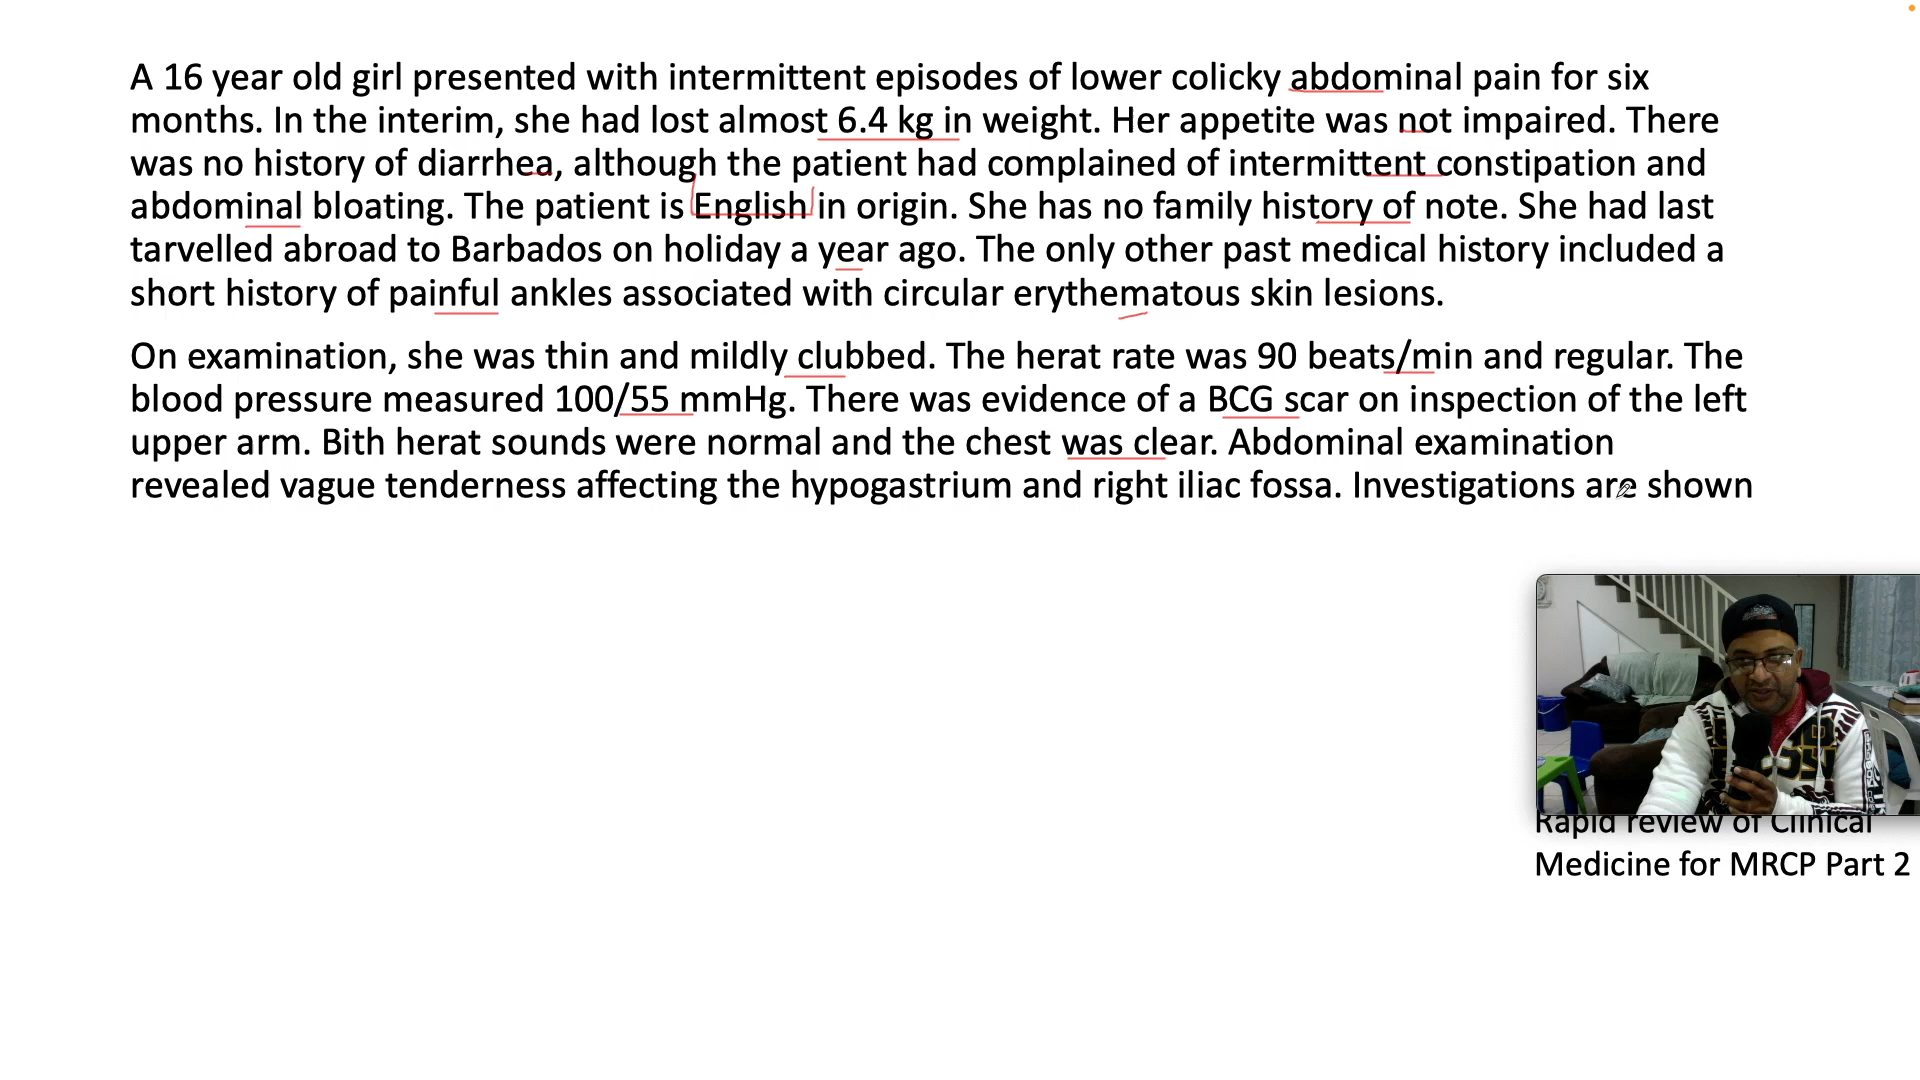 A 16 year old girl presented with intermittent episodes of lower colicky abdominal pain for six
months. In the interim, she had lost almost 6.4 kg in weight. Her appetite was not impaired. There
was no history of diarrhea, although the patient had complained of intermittent constipation and
abdominal bloating. The patient is English in origin. She has no family history of note. She had last
tarvelled abroad to Barbados on holiday a year ago. The only other past medical history included a
short history of painful ankles associated with circular erythematous skin lesions.
On examination, she was thin and mildly clubbed. The herat rate was 90 beats/min and regular. The
blood pressure measured 100/55 mmHg. There was evidence of a BCG scar on inspection of the left
upper arm. Bith herat sounds were normal and the chest was clear. Abdominal examination
revealed vague tenderness affecting the hypogastrium and right iliac fossa. Investigations are shown
Rapid review of Clinical
Medicine for MRCP Part 2